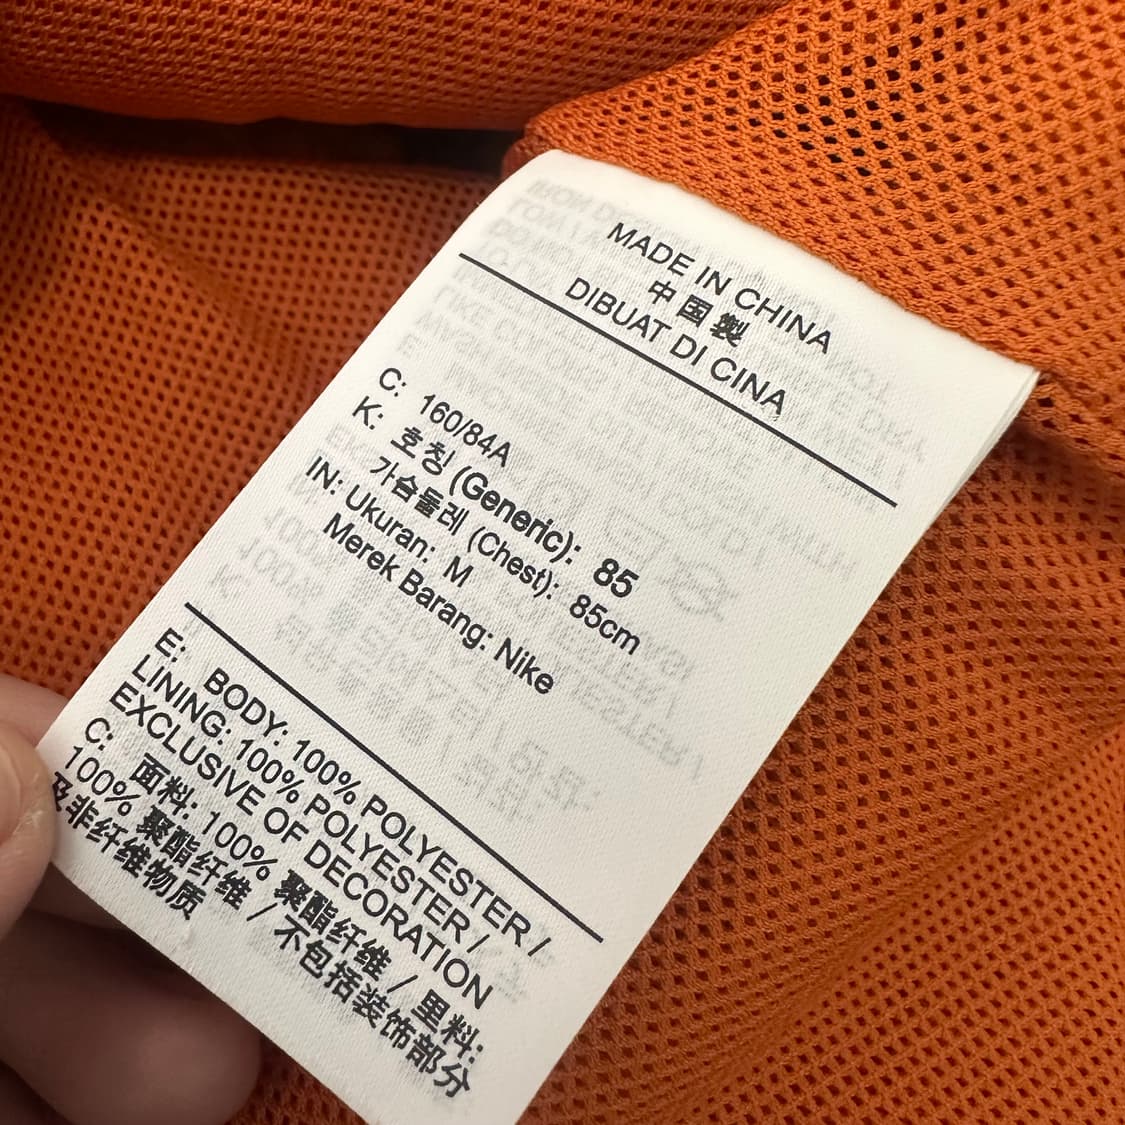 MADE IN CHINA
中国製
DIBUAT DI CINA
C: 160/84A
K: 호칭 (Generic): 85
가슴둘레 (Chest): 85cm
IN: Ukuran: M
Merek Barang: Nike
E: BODY: 100% POLYESTER /
LINING: 100% POLYESTER /
EXCLUSIVE OF DECORATION
C: 面料: 100% 聚酯纤维 / 里料:
100% 聚酯纤维 / 不包括装饰部分
及非纤维物质